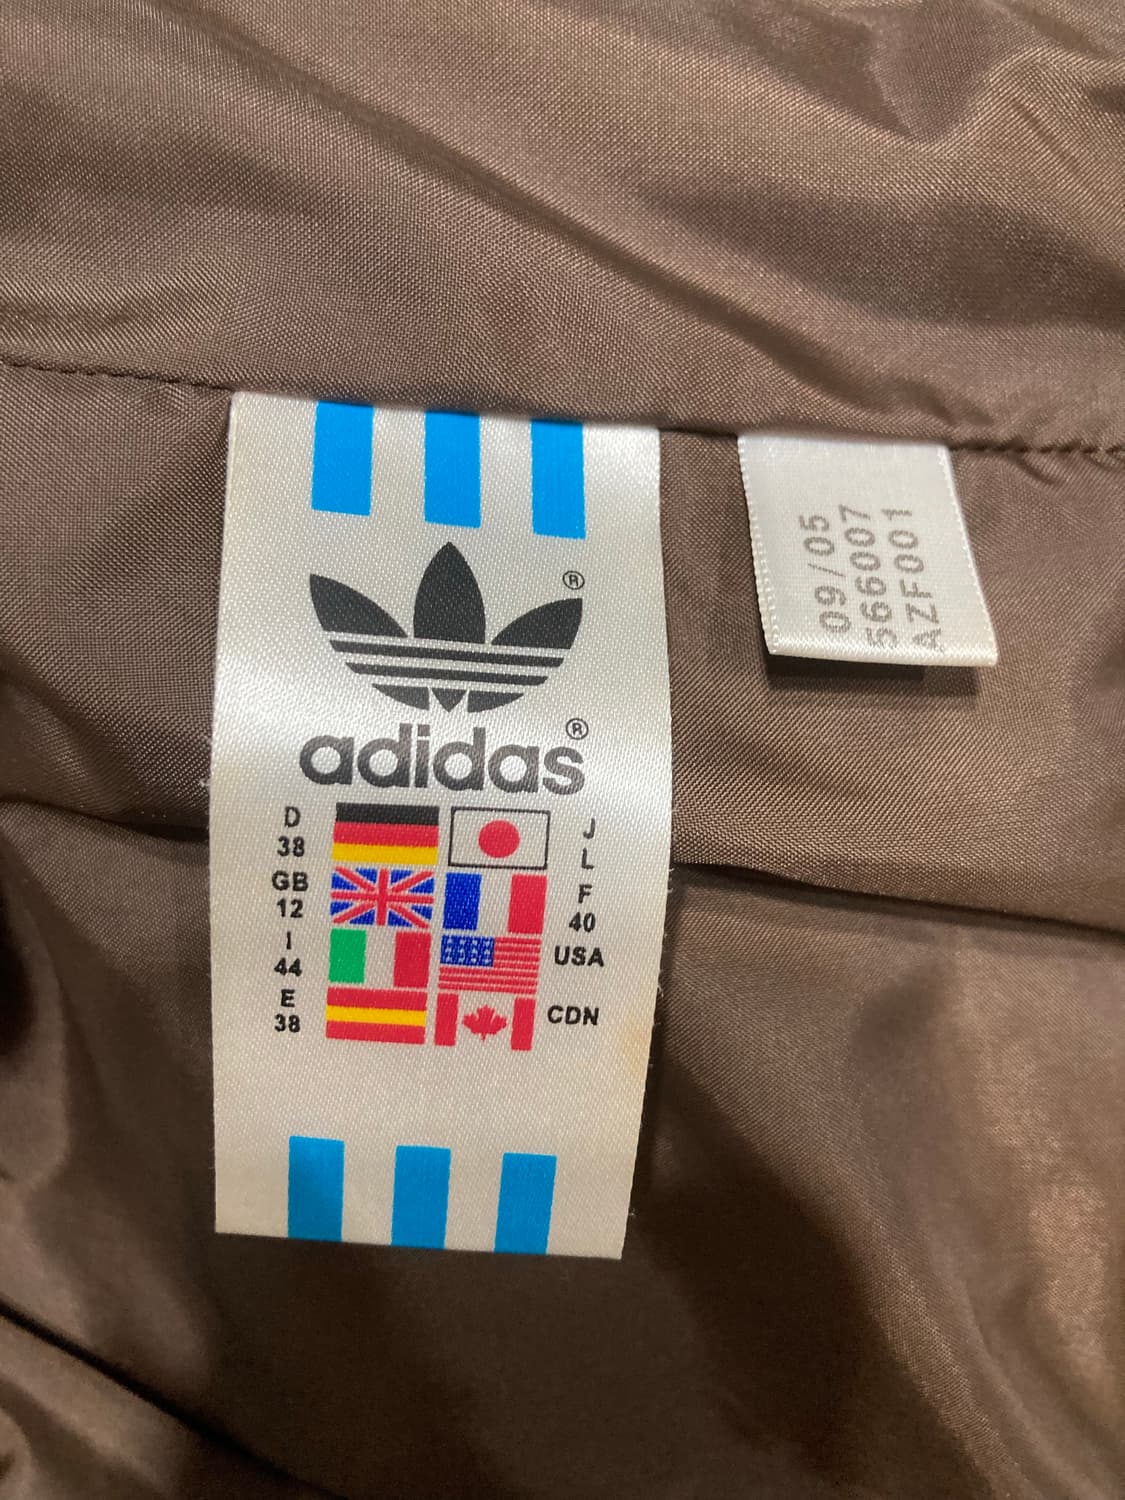 ®
adidas®
D
38
J
L
GB
12
F
40
I
44
USA
E
38
CDN
09/05
566007
AZF001